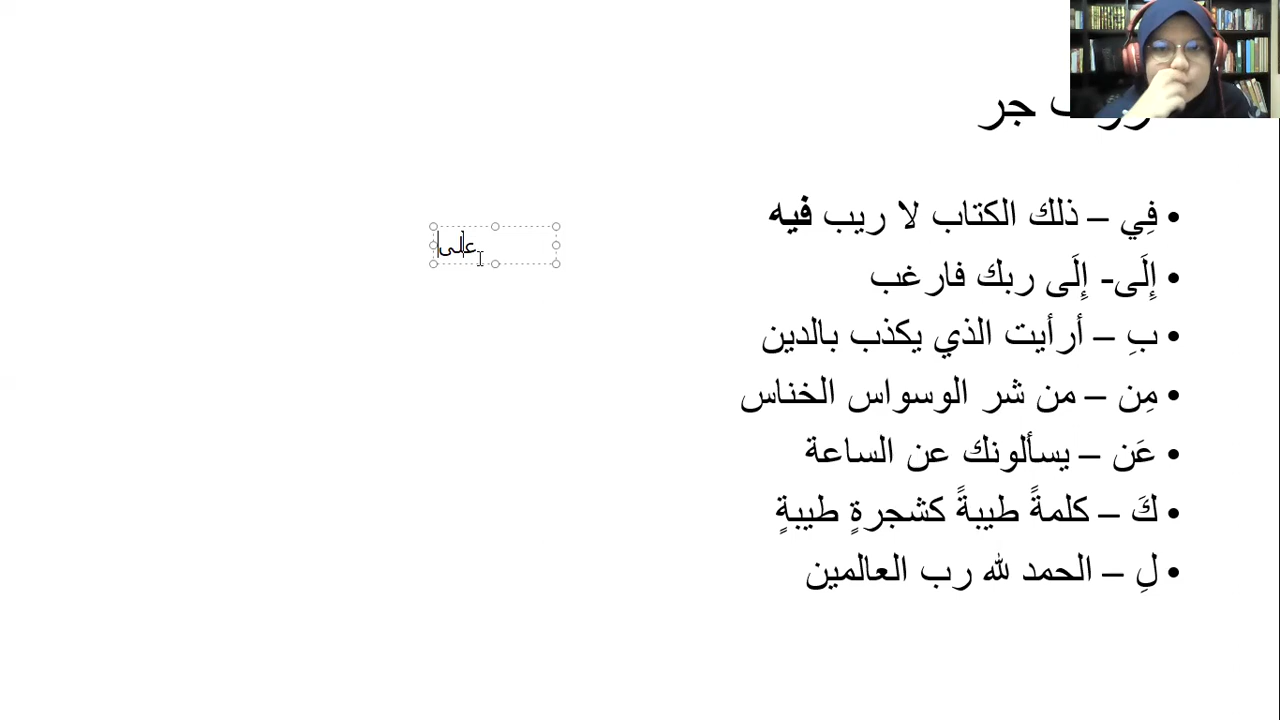 جر
• فِي – ذلك الكتاب لا ريب فيه
• إِلَى- إِلَى ربك فارغب
• بِ – أرأيت الذي يكذب بالدين
• مِن – من شر الوسواس الخناس
• عَن – يسألونك عن الساعة
• كَ – كلمةً طيبةً كشجرةٍ طيبةٍ
• لِ – الحمد لله رب العالمين
على